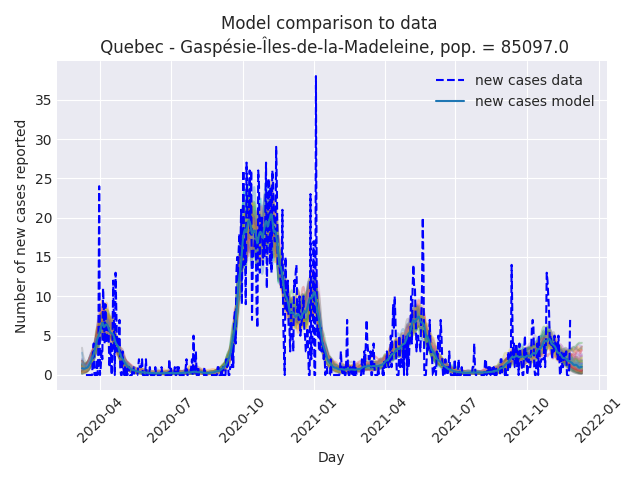 Model comparison to data
Quebec - Gaspésie-Îles-de-la-Madeleine, pop. = 85097.0
new cases data
new cases model
Number of new cases reported
35
30
25
20
15
10
5
0
2020-04
2020-07
2020-10
2021-01
2021-04
2021-07
2021-10
2022-01
Day